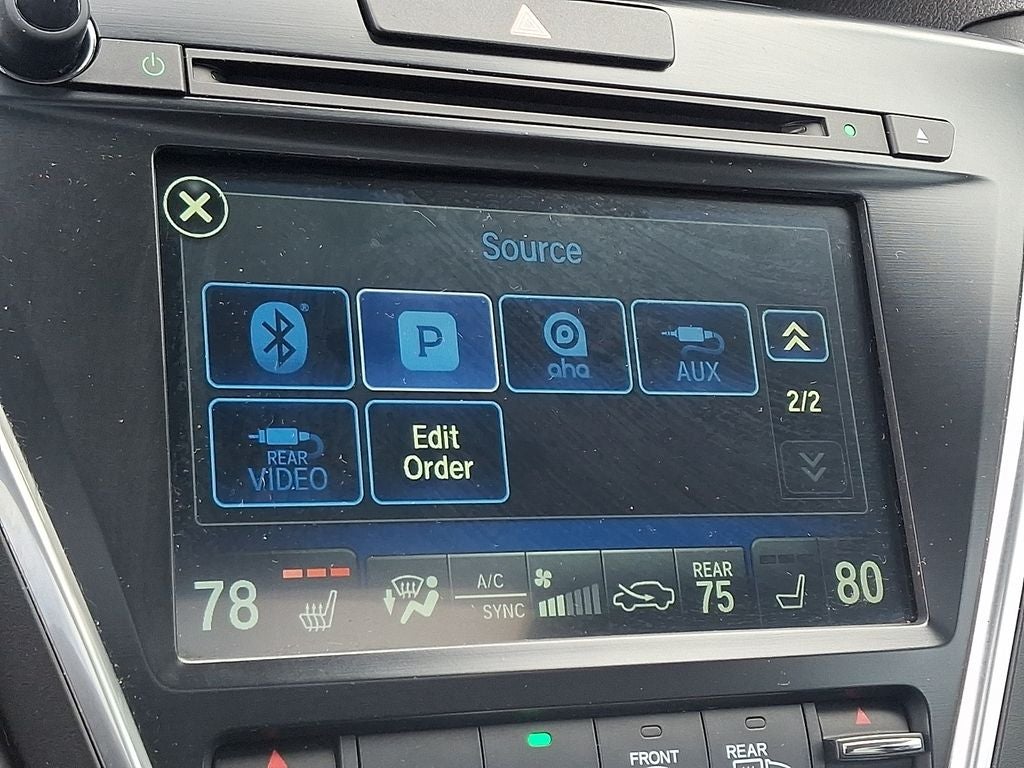 Source
®
P
aha
AUX
2/2
REAR
VIDEO
Edit
Order
78
A/C
SYNC
REAR
75
80
FRONT
REAR